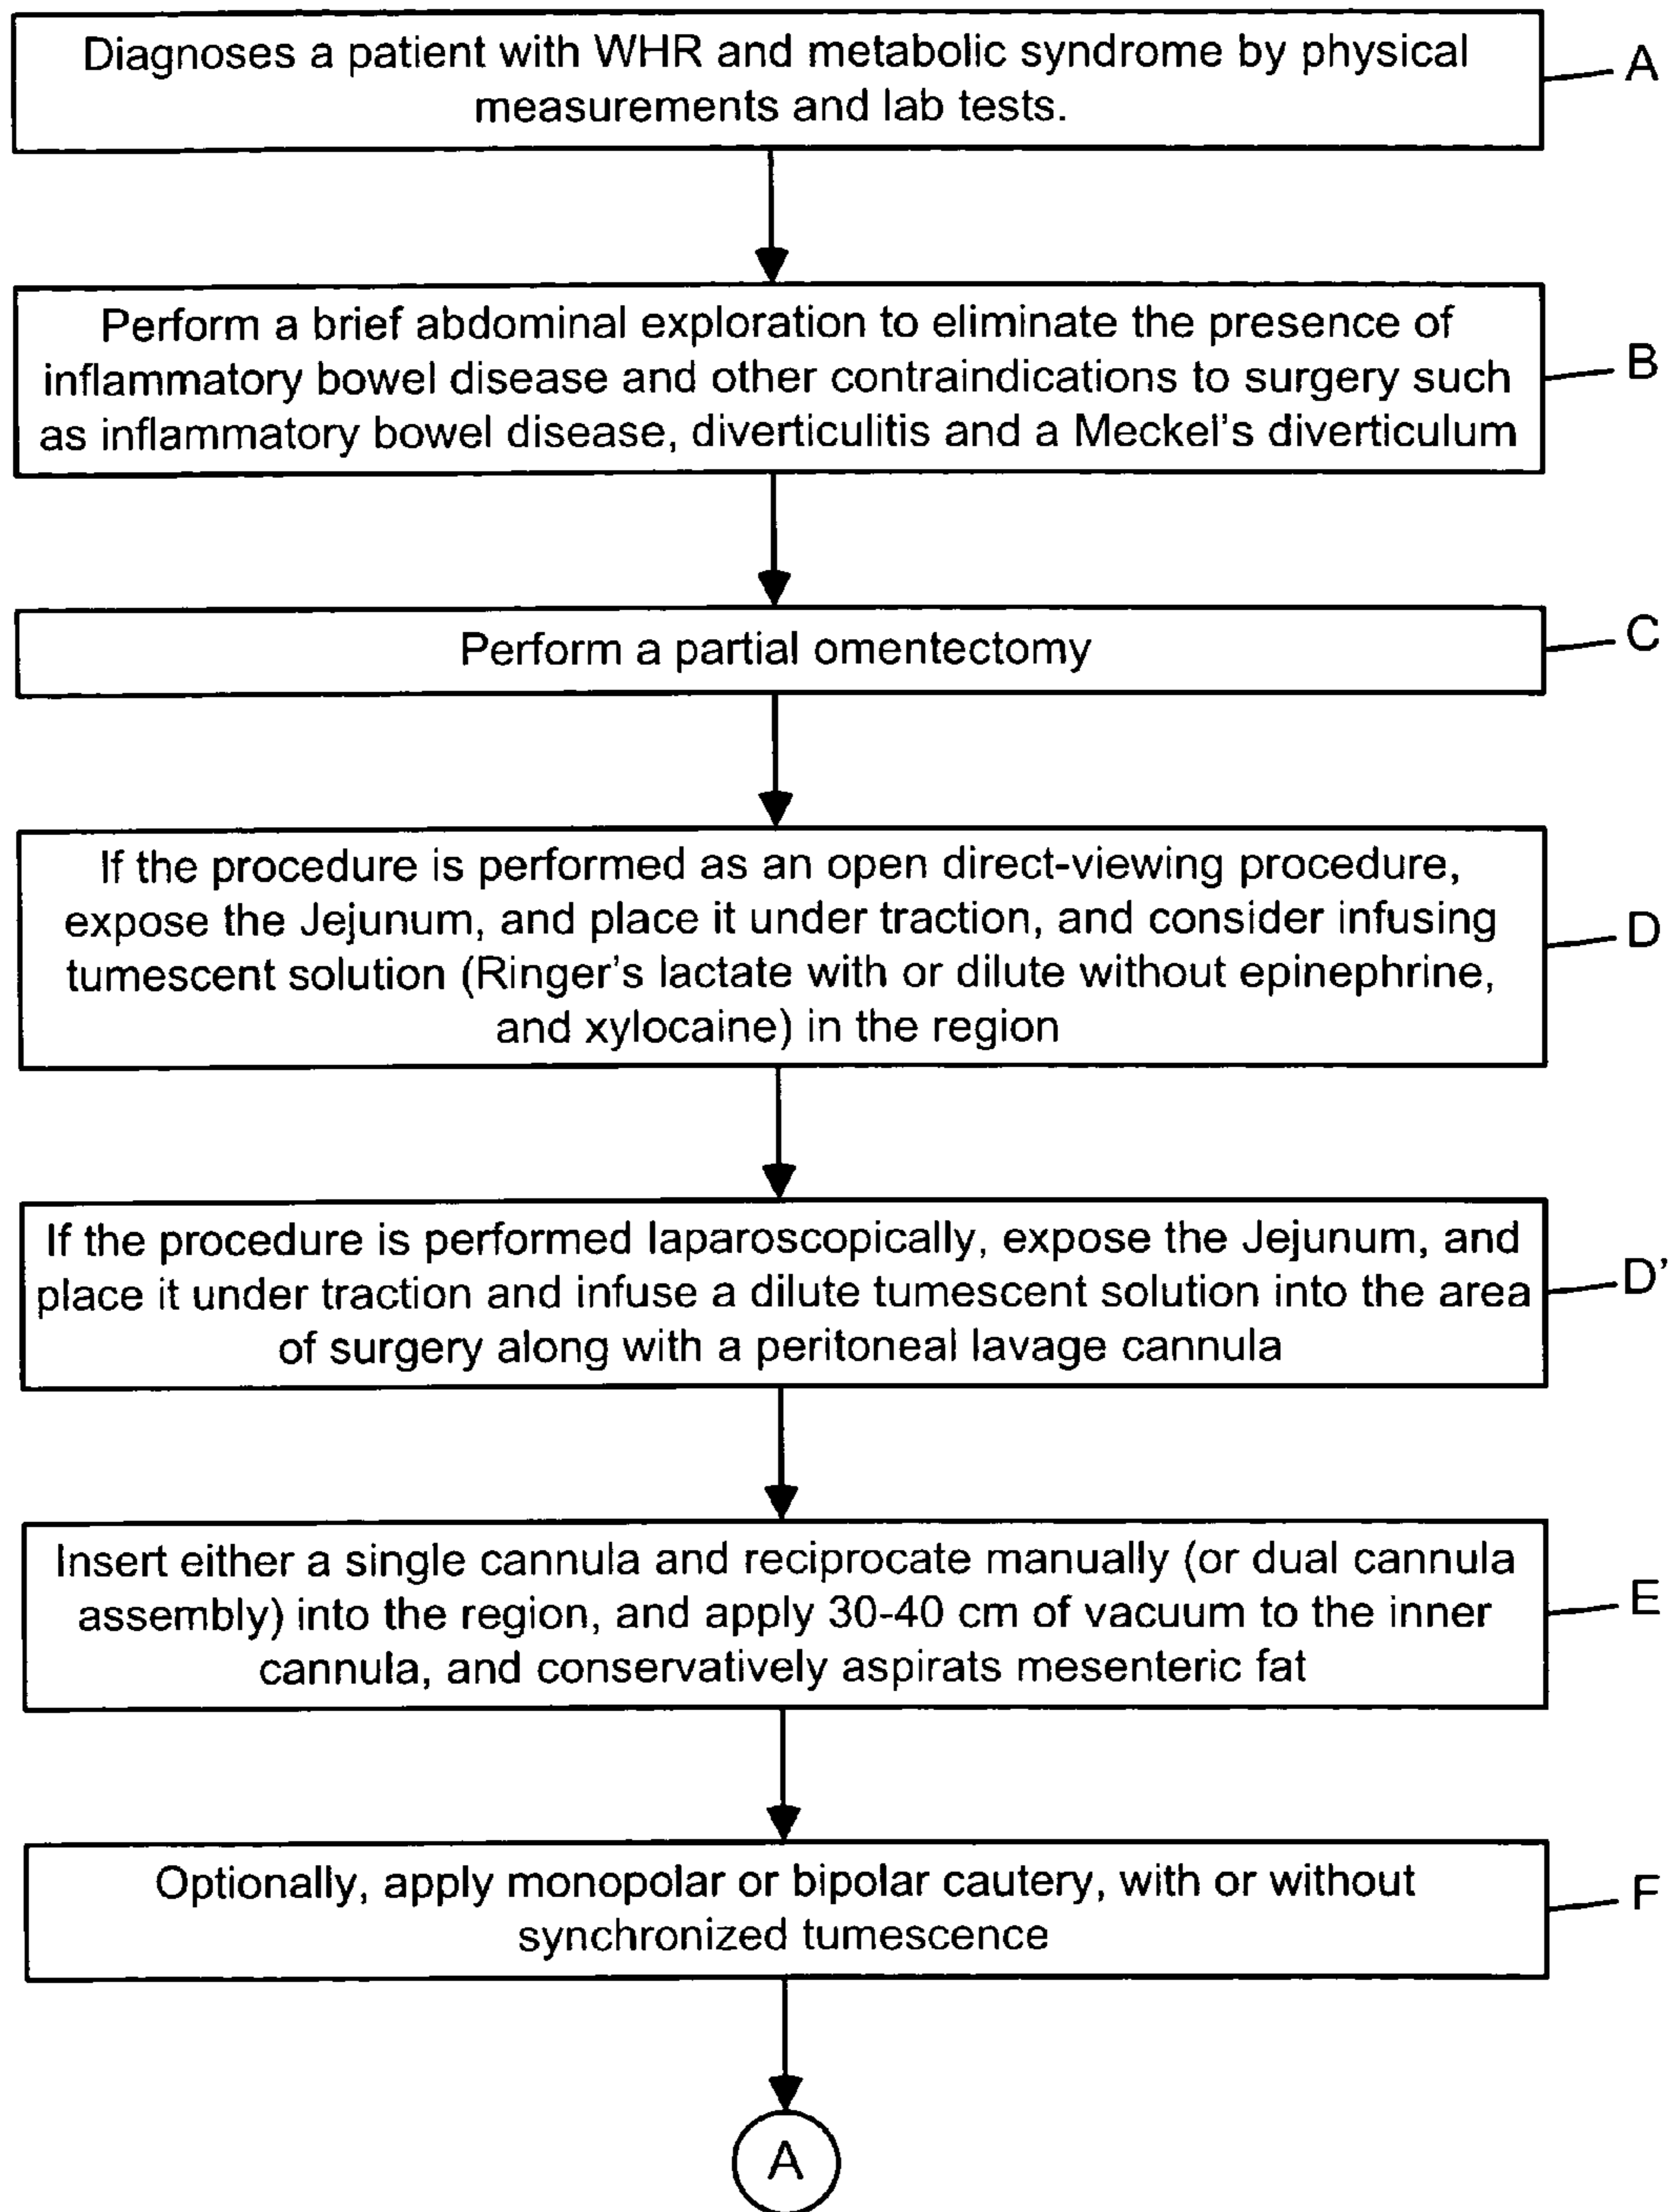 Diagnoses a patient with WHR and metabolic syndrome by physical
measurements and lab tests.
A
Perform a brief abdominal exploration to eliminate the presence of
inflammatory bowel disease and other contraindications to surgery such
as inflammatory bowel disease, diverticulitis and a Meckel's diverticulum
B
Perform a partial omentectomy
C
If the procedure is performed as an open direct-viewing procedure,
expose the Jejunum, and place it under traction, and consider infusing
tumescent solution (Ringer's lactate with or dilute without epinephrine,
and xylocaine) in the region
D
If the procedure is performed laparoscopically, expose the Jejunum, and
place it under traction and infuse a dilute tumescent solution into the area
of surgery along with a peritoneal lavage cannula
D'
Insert either a single cannula and reciprocate manually (or dual cannula
assembly) into the region, and apply 30-40 cm of vacuum to the inner
cannula, and conservatively aspirats mesenteric fat
E
Optionally, apply monopolar or bipolar cautery, with or without
synchronized tumescence
F
A